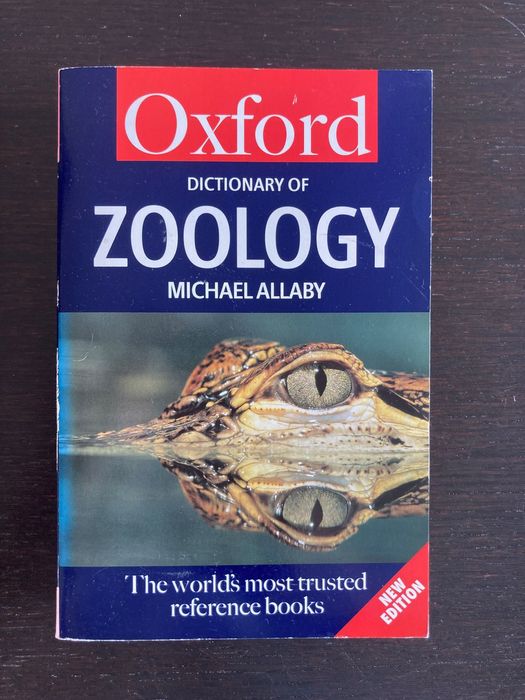 Oxford
DICTIONARY OF
ZOOLOGY
MICHAEL ALLABY
The world's most trusted
reference books
NEW
EDITION